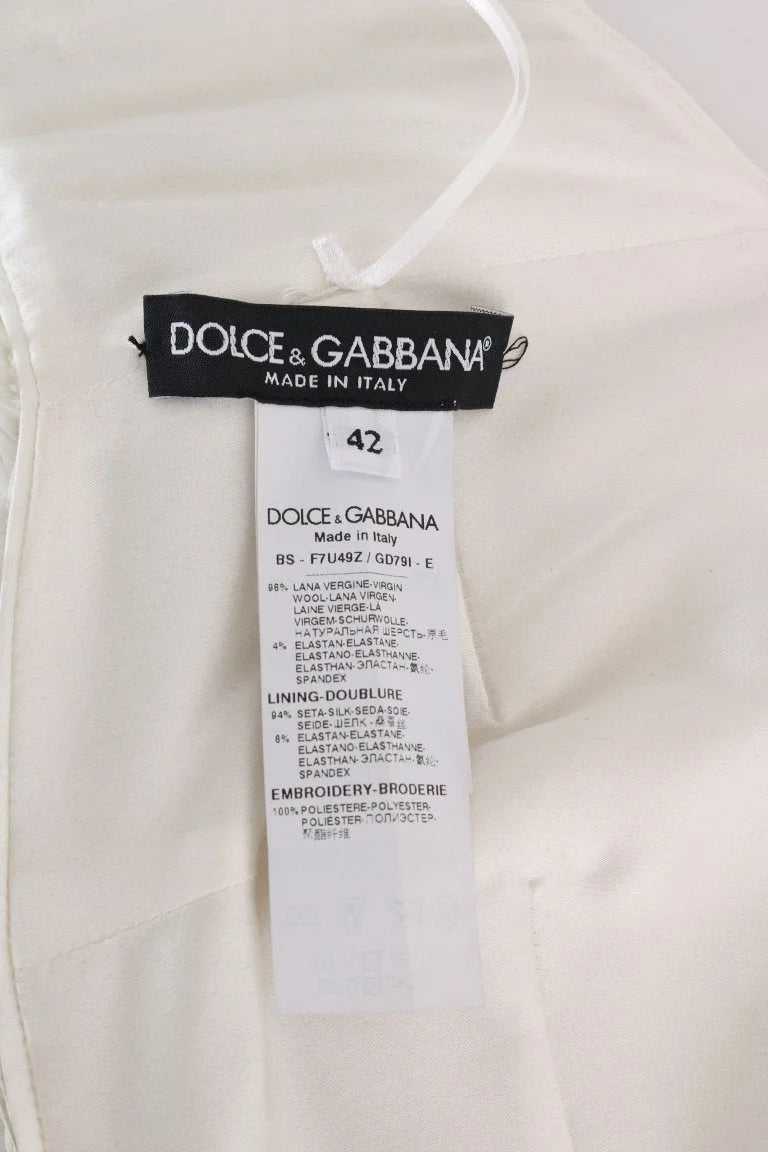 DOLCE & GABBANA®
MADE IN ITALY
42
DOLCE & GABBANA
Made in Italy
BS - F7U49Z / GD79I - E
96% LANA VERGINE-VIRGIN
WOOL-LANA VIRGEN-
LAINE VIERGE-LÃ
VIRGEM-SCHURWOLLE-
НАТУРАЛЬНАЯ ШЕРСТЬ-原毛
4% ELASTAN-ELASTANE-
ELASTANO-ELASTHANNE-
ELASTHAN-ЭЛАСТАН-氨纶-
SPANDEX
LINING-DOUBLURE
94% SETA-SILK-SEDA-SOIE-
SEIDE-ШЕЛК-桑蚕丝
6% ELASTAN-ELASTANE-
ELASTANO-ELASTHANNE-
ELASTHAN-ЭЛАСТАН-氨纶-
SPANDEX
EMBROIDERY-BRODERIE
100% POLIESTERE-POLYESTER-
POLIÉSTER-ПОЛИЭСТЕР-
聚酯纤维